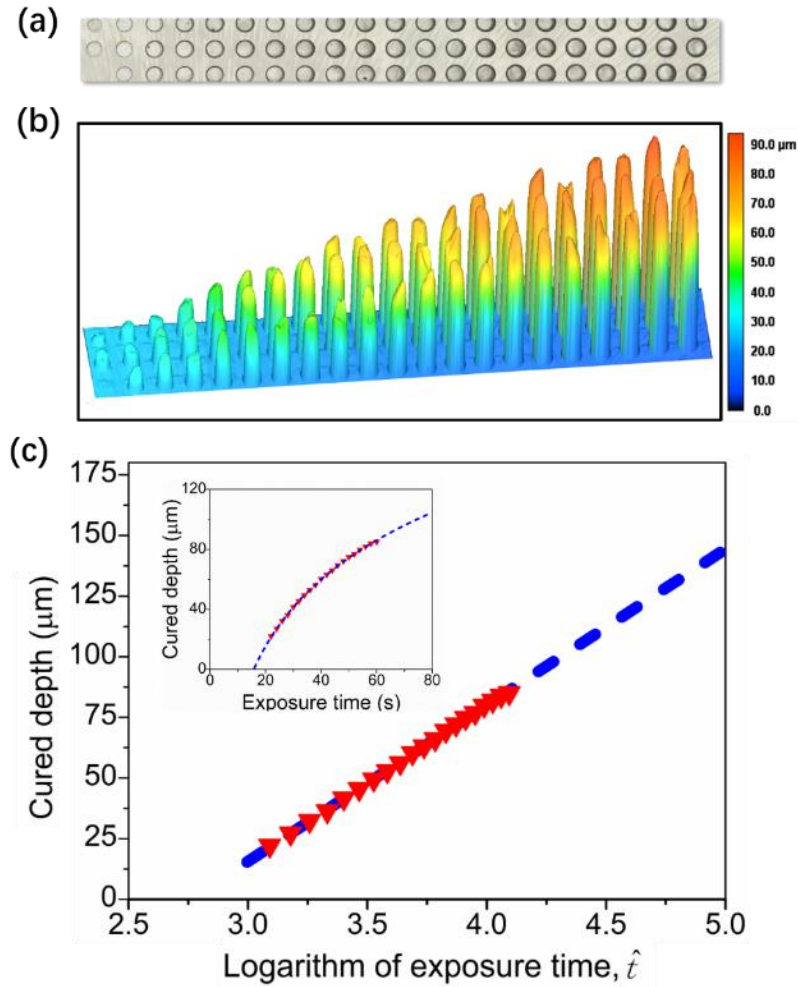 (a)
(b)
90.0 μm
80.0
70.0
60.0
50.0
40.0
30.0
20.0
10.0
0.0
(c)
175
150
125
100
75
50
25
0
Cured depth (μm)
120
80
40
0
Cured depth (μm)
0 20 40 60 80
Exposure time (s)
2.5 3.0 3.5 4.0 4.5 5.0
Logarithm of exposure time, t̂